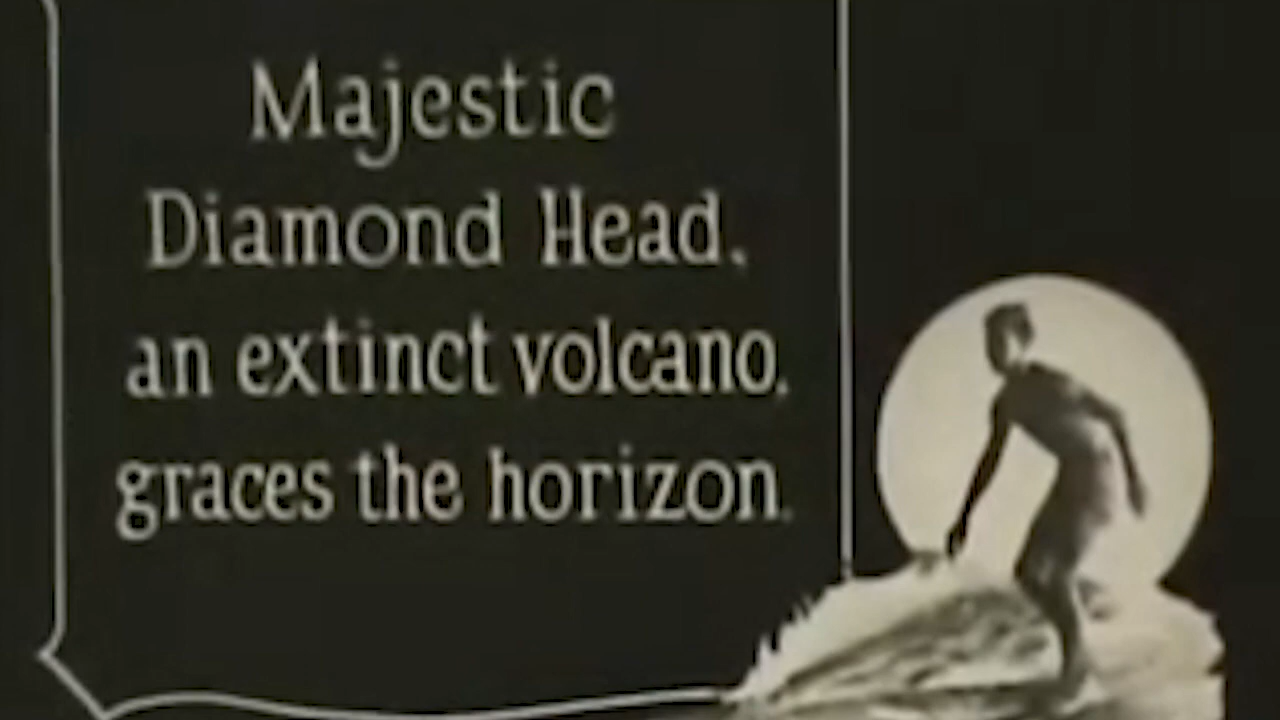 Majestic
Diamond Head,
an extinct volcano,
graces the horizon.